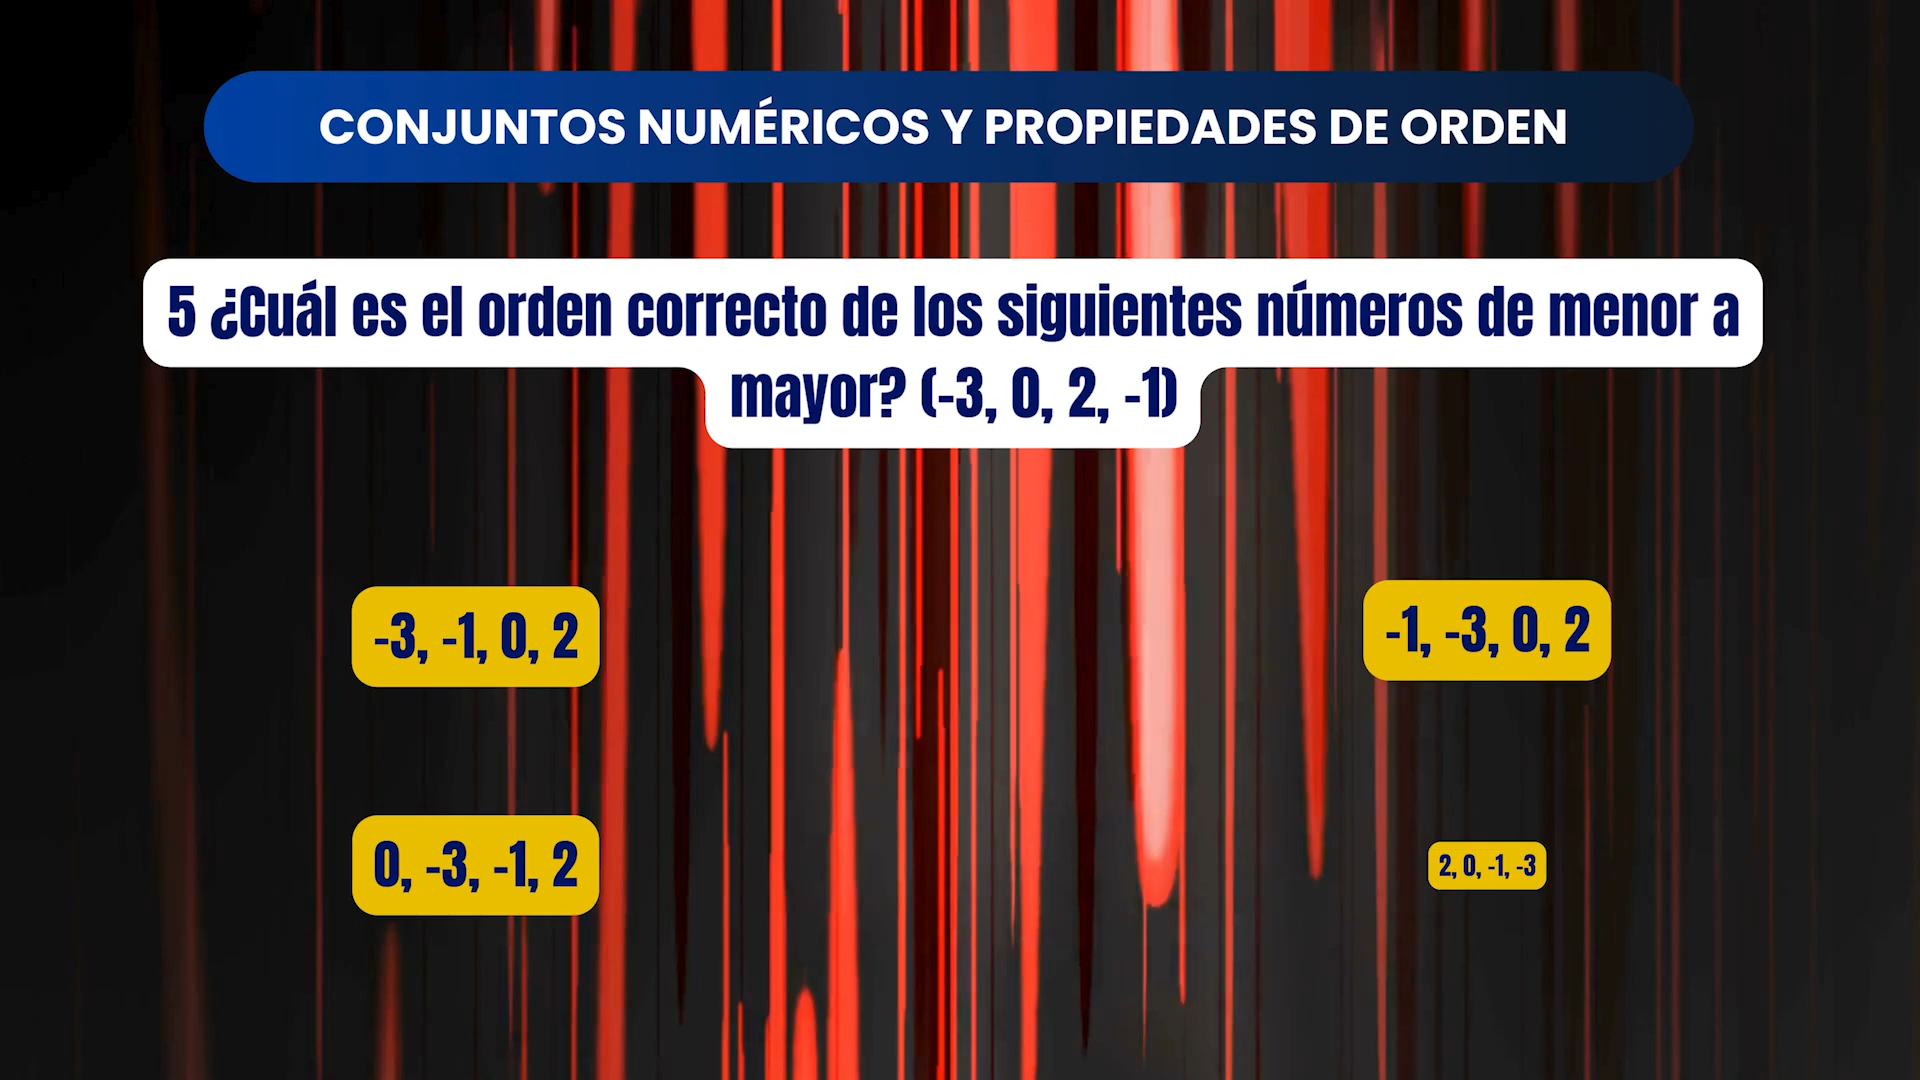 CONJUNTOS NUMÉRICOS Y PROPIEDADES DE ORDEN
5 ¿Cuál es el orden correcto de los siguientes números de menor a
mayor? (-3, 0, 2, -1)
-3, -1, 0, 2
-1, -3, 0, 2
0, -3, -1, 2
2, 0, -1, -3